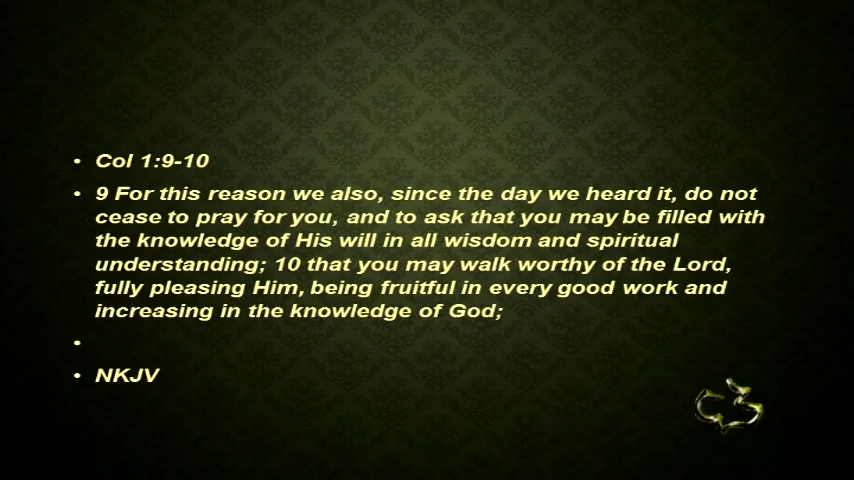 • Col 1:9-10
• 9 For this reason we also, since the day we heard it, do not
cease to pray for you, and to ask that you may be filled with
the knowledge of His will in all wisdom and spiritual
understanding; 10 that you may walk worthy of the Lord,
fully pleasing Him, being fruitful in every good work and
increasing in the knowledge of God;
•
• NKJV
C3